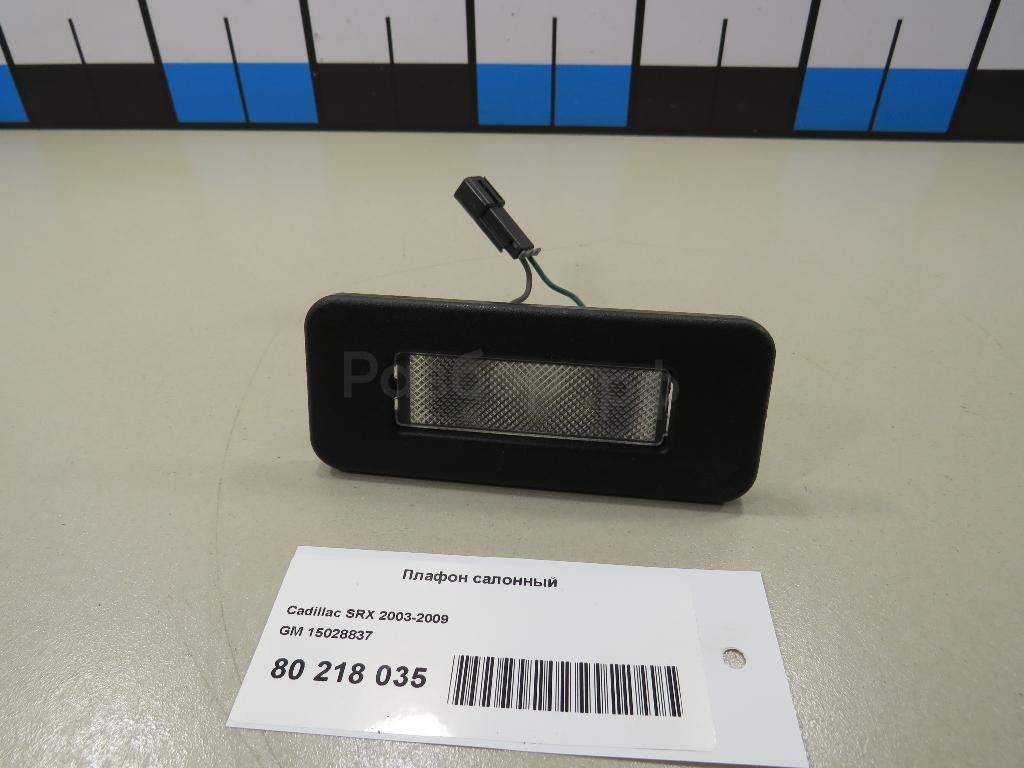 Плафон салонный
Cadillac SRX 2003-2009
GM 15028837
80 218 035